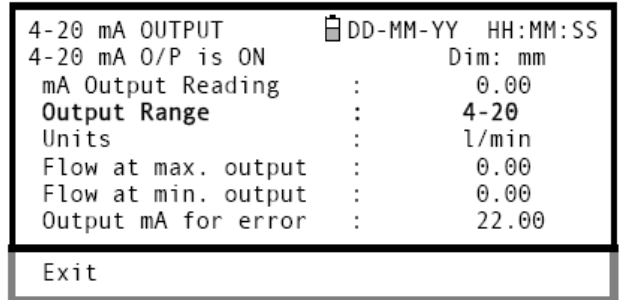 4-20 mA OUTPUT DD-MM-YY HH:MM:SS
4-20 mA O/P is ON Dim: mm
mA Output Reading : 0.00
Output Range : 4-20
Units : l/min
Flow at max. output : 0.00
Flow at min. output : 0.00
Output mA for error : 22.00
Exit